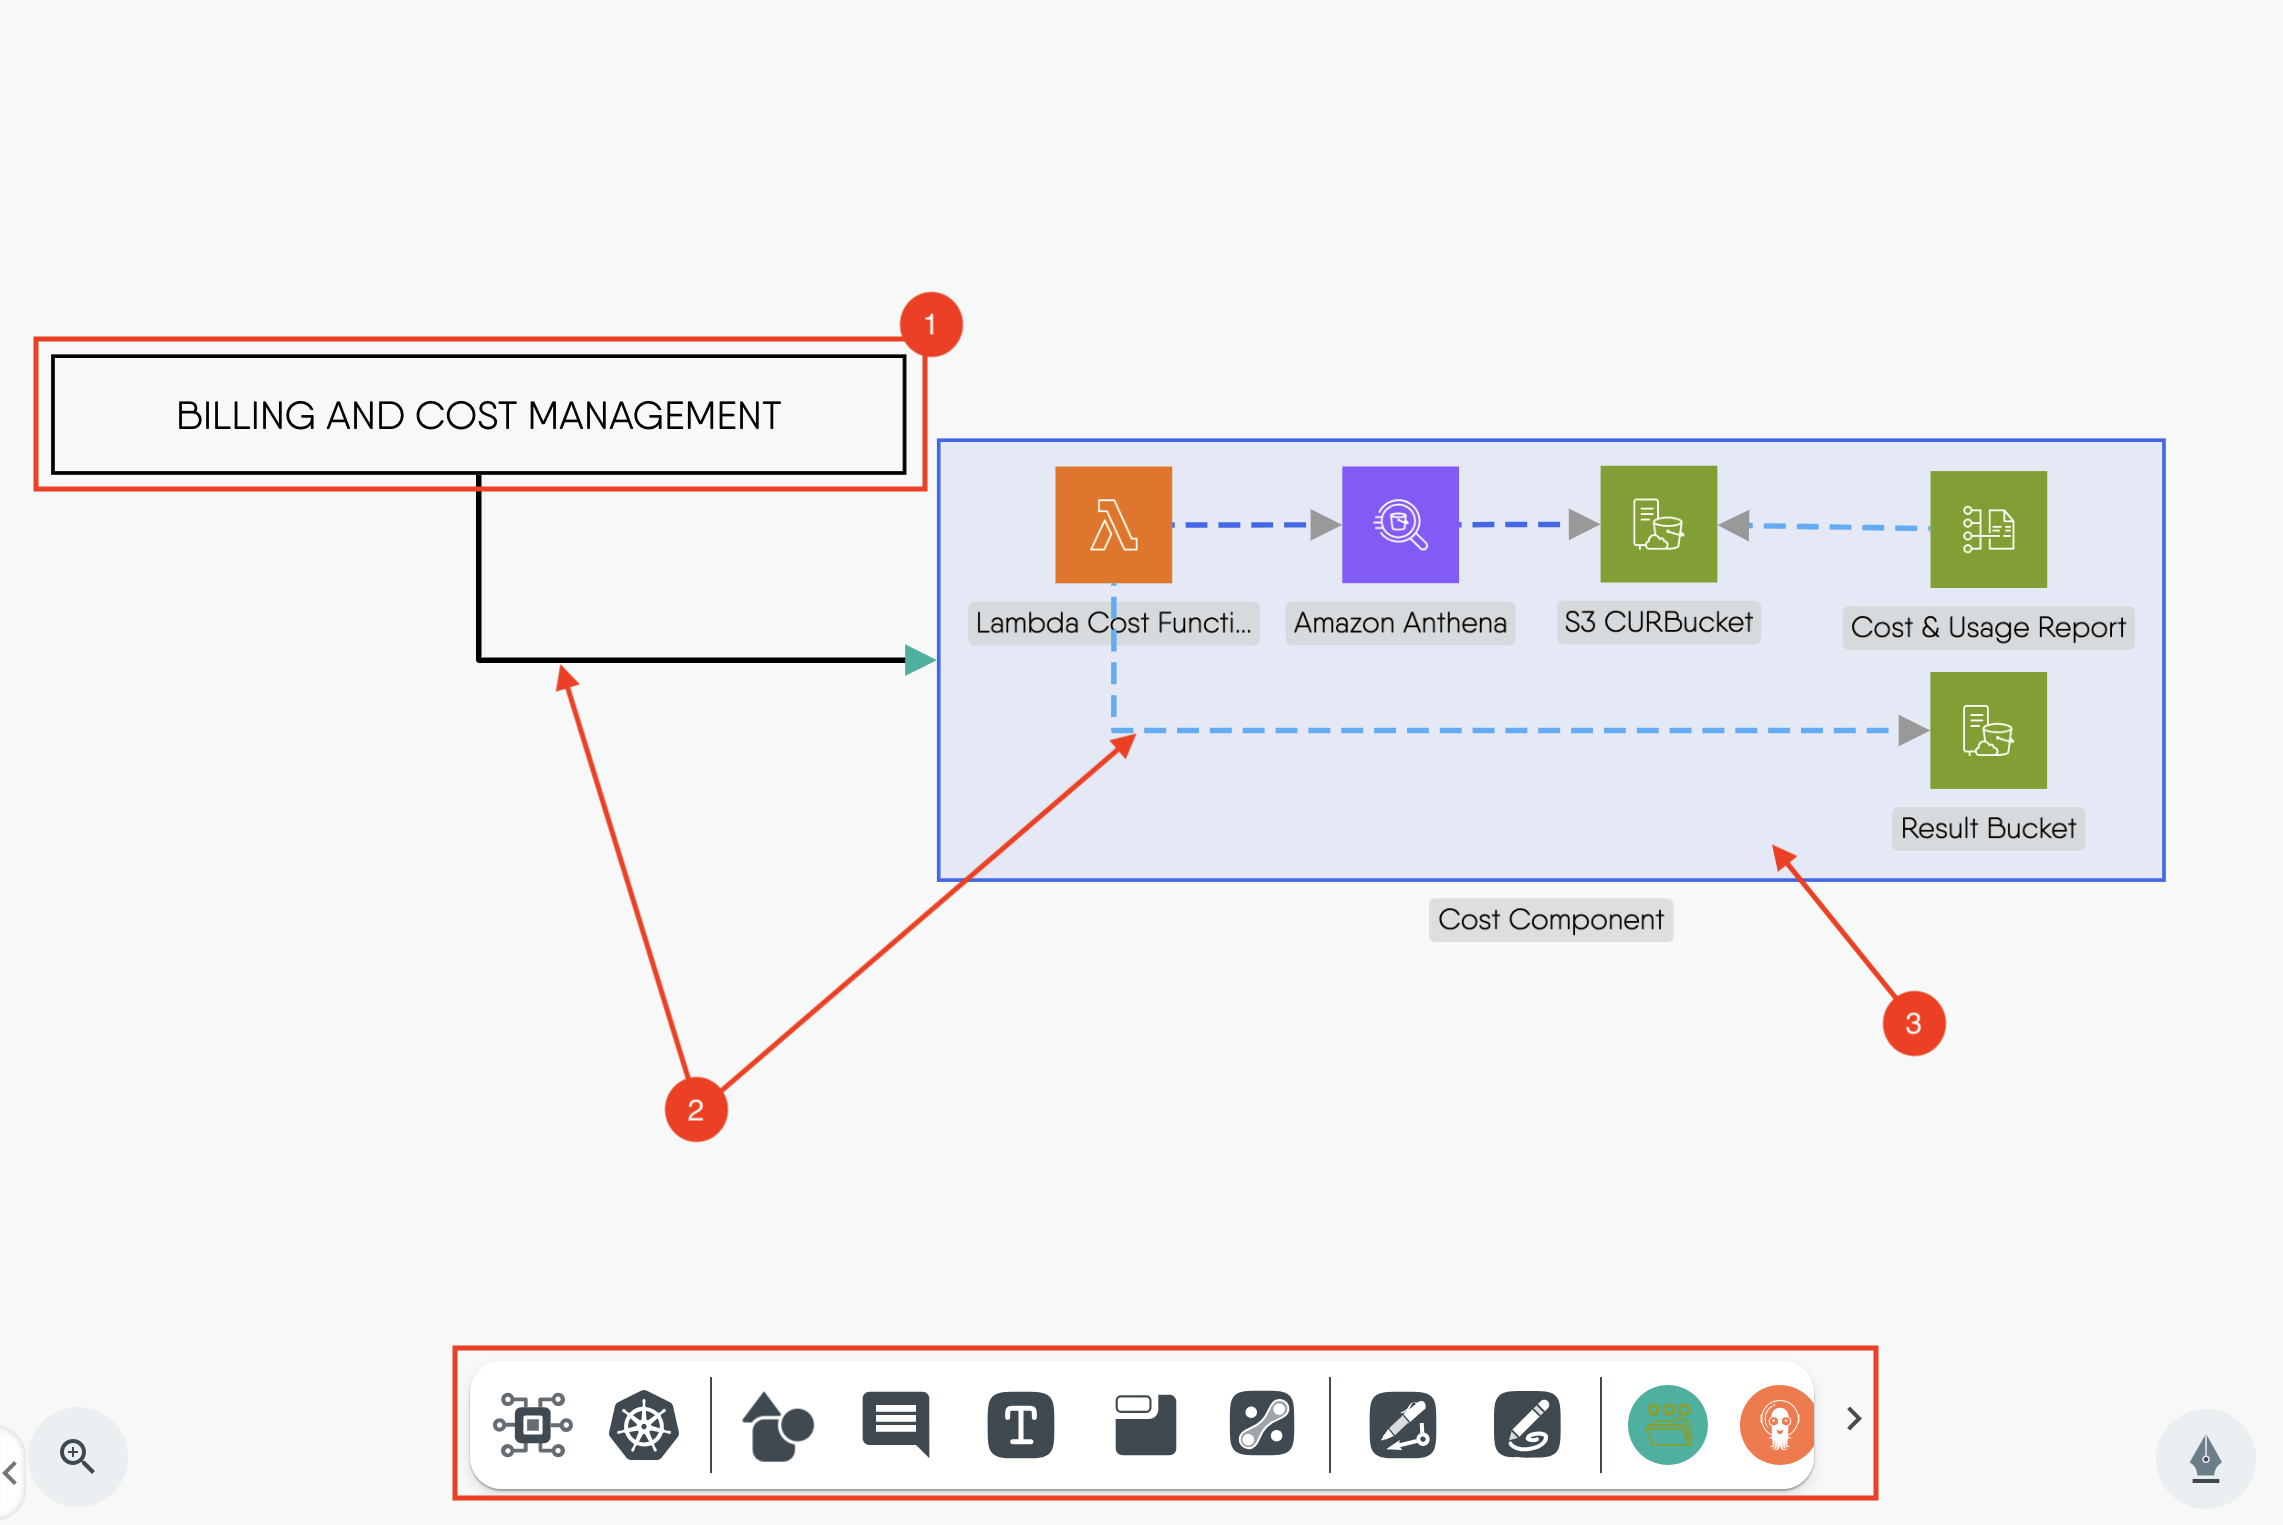 1
BILLING AND COST MANAGEMENT
Lambda Cost Functi...
Amazon Anthena
S3 CURBucket
Cost & Usage Report
Result Bucket
Cost Component
3
2
T